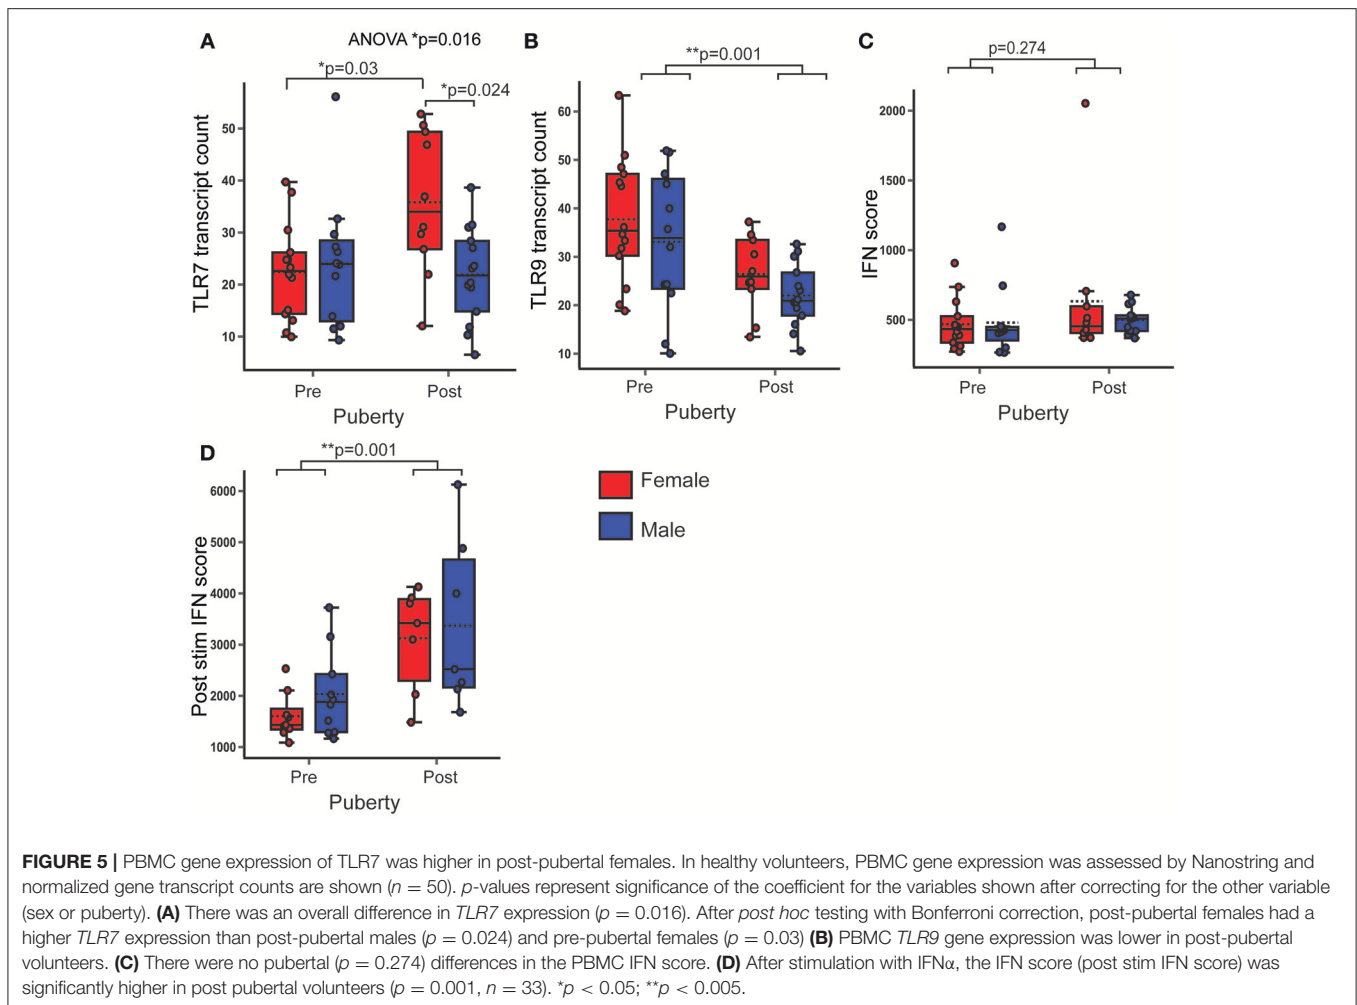 A
ANOVA *p=0.016
*p=0.03
*p=0.024
TLR7 transcript count
50
40
30
20
10
Pre
Post
Puberty
B
**p=0.001
TLR9 transcript count
60
50
40
30
20
10
Pre
Post
Puberty
C
p=0.274
IFN score
2000
1500
1000
500
Pre
Post
Puberty
D
**p=0.001
Post stim IFN score
6000
5000
4000
3000
2000
1000
Pre
Post
Puberty
Female
Male
FIGURE 5 | PBMC gene expression of TLR7 was higher in post-pubertal females. In healthy volunteers, PBMC gene expression was assessed by Nanostring and
normalized gene transcript counts are shown (n = 50). p-values represent significance of the coefficient for the variables shown after correcting for the other variable
(sex or puberty). (A) There was an overall difference in TLR7 expression (p = 0.016). After post hoc testing with Bonferroni correction, post-pubertal females had a
higher TLR7 expression than post-pubertal males (p = 0.024) and pre-pubertal females (p = 0.03) (B) PBMC TLR9 gene expression was lower in post-pubertal
volunteers. (C) There were no pubertal (p = 0.274) differences in the PBMC IFN score. (D) After stimulation with IFNα, the IFN score (post stim IFN score) was
significantly higher in post pubertal volunteers (p = 0.001, n = 33). *p < 0.05; **p < 0.005.